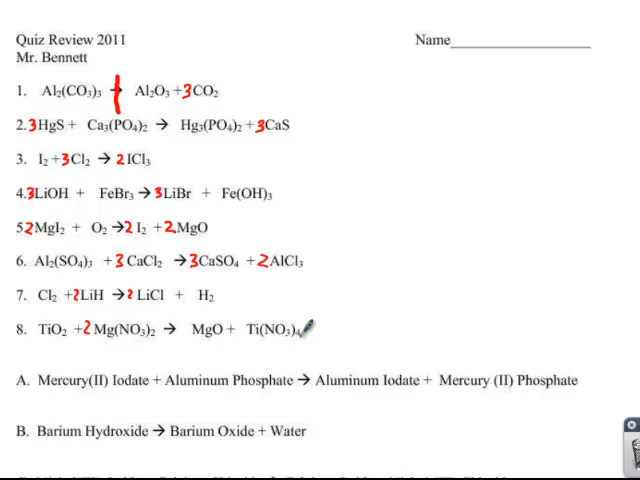 Quiz Review 2011 Name
Mr. Bennett
1. Al₂(CO₃)₃ → Al₂O₃ + 3CO₂
2. 3HgS + Ca₃(PO₄)₂ → Hg₃(PO₄)₂ + 3CaS
3. I₂ + 3Cl₂ → 2ICl₃
4. 3LiOH + FeBr₃ → 3LiBr + Fe(OH)₃
5 2MgI₂ + O₂ → 2I₂ + 2MgO
6. Al₂(SO₄)₃ + 3CaCl₂ → 3CaSO₄ + 2AlCl₃
7. Cl₂ + 2LiH → 2LiCl + H₂
8. TiO₂ + 2Mg(NO₃)₂ → MgO + Ti(NO₃)₄
A. Mercury(II) Iodate + Aluminum Phosphate → Aluminum Iodate + Mercury (II) Phosphate
B. Barium Hydroxide → Barium Oxide + Water